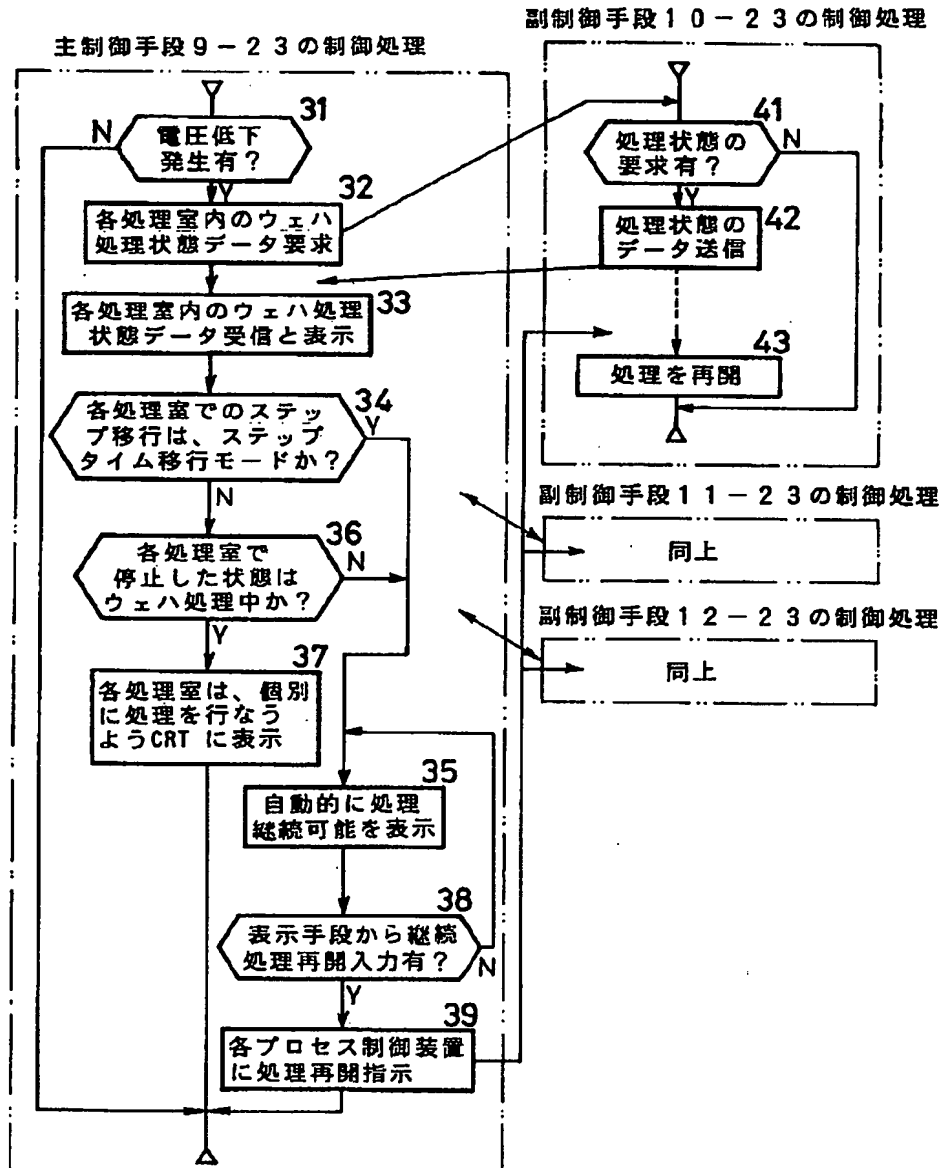 主制御手段9-23の制御処理
31
電圧低下
発生有?
N
Y
32
各処理室内のウェハ
処理状態データ要求
33
各処理室内のウェハ処理
状態データ受信と表示
34
各処理室でのステッ
プ移行は、ステップ
タイム移行モードか?
Y
N
36
各処理室で
停止した状態は
ウェハ処理中か?
N
Y
37
各処理室は、個別
に処理を行なう
ようCRTに表示
35
自動的に処理
継続可能を表示
38
表示手段から継続
処理再開入力有?
N
Y
39
各プロセス制御装置
に処理再開指示
副制御手段10-23の制御処理
41
処理状態の
要求有?
N
Y
42
処理状態の
データ送信
43
処理を再開
副制御手段11-23の制御処理
同上
副制御手段12-23の制御処理
同上